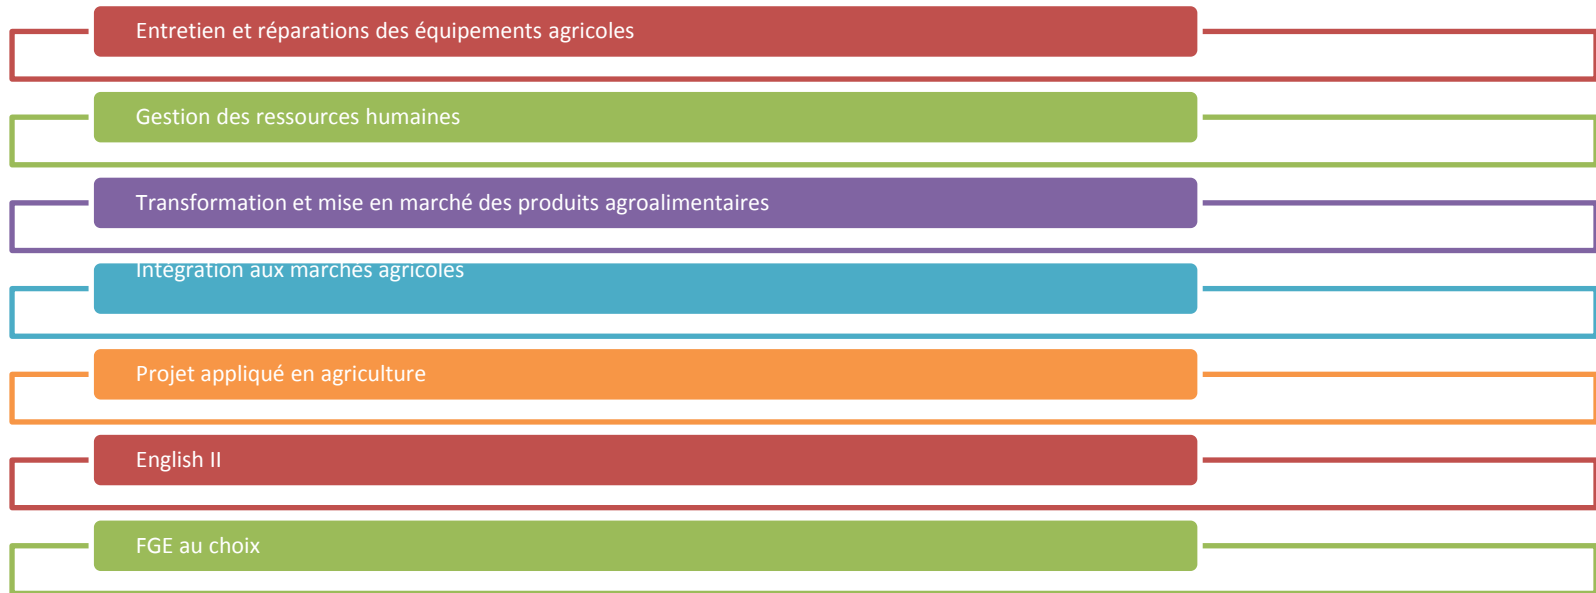 Entretien et réparations des équipements agricoles
Gestion des ressources humaines
Transformation et mise en marché des produits agroalimentaires
Intégration aux marchés agricoles
Projet appliqué en agriculture
English II
FGE au choix